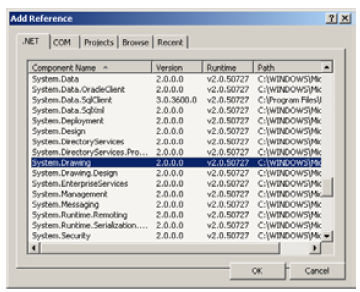 Add Reference
.NET COM Projects Browse Recent
Component Name Version Runtime Path
System.Data 2.0.0.0 v2.0.50727 C:\WINDOWS\Mic
System.Data.OracleClient 2.0.0.0 v2.0.50727 C:\WINDOWS\Mic
System.Data.SqlClient 3.0.3600.0 v2.0.50727 C:\Program Files\
System.Data.SqlXml 2.0.0.0 v2.0.50727 C:\WINDOWS\Mic
System.Deployment 2.0.0.0 v2.0.50727 C:\WINDOWS\Mic
System.Design 2.0.0.0 v2.0.50727 C:\WINDOWS\Mic
System.DirectoryServices 2.0.0.0 v2.0.50727 C:\WINDOWS\Mic
System.DirectoryServices.Pro... 2.0.0.0 v2.0.50727 C:\WINDOWS\Mic
System.Drawing 2.0.0.0 v2.0.50727 C:\WINDOWS\Mic
System.Drawing.Design 2.0.0.0 v2.0.50727 C:\WINDOWS\Mic
System.EnterpriseServices 2.0.0.0 v2.0.50727 C:\WINDOWS\Mic
System.Management 2.0.0.0 v2.0.50727 C:\WINDOWS\Mic
System.Messaging 2.0.0.0 v2.0.50727 C:\WINDOWS\Mic
System.Runtime.Remoting 2.0.0.0 v2.0.50727 C:\WINDOWS\Mic
System.Runtime.Serialization.... 2.0.0.0 v2.0.50727 C:\WINDOWS\Mic
System.Security 2.0.0.0 v2.0.50727 C:\WINDOWS\Mic
OK Cancel